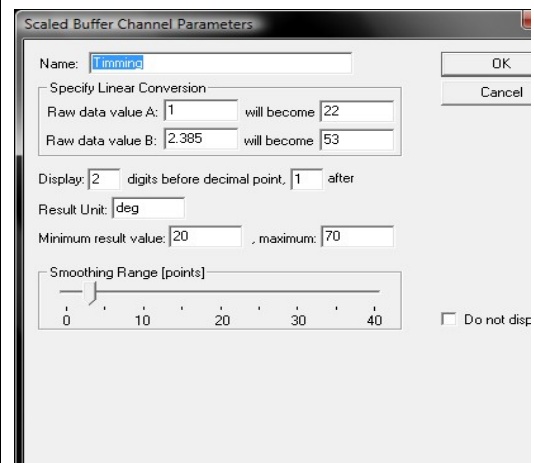 Scaled Buffer Channel Parameters
Name: Timming
OK
Specify Linear Conversion
Cancel
Raw data value A: 1 will become 22
Raw data value B: 2.385 will become 53
Display: 2 digits before decimal point, 1 after
Result Unit: deg
Minimum result value: 20 , maximum: 70
Smoothing Range [points]
0 10 20 30 40
Do not disp